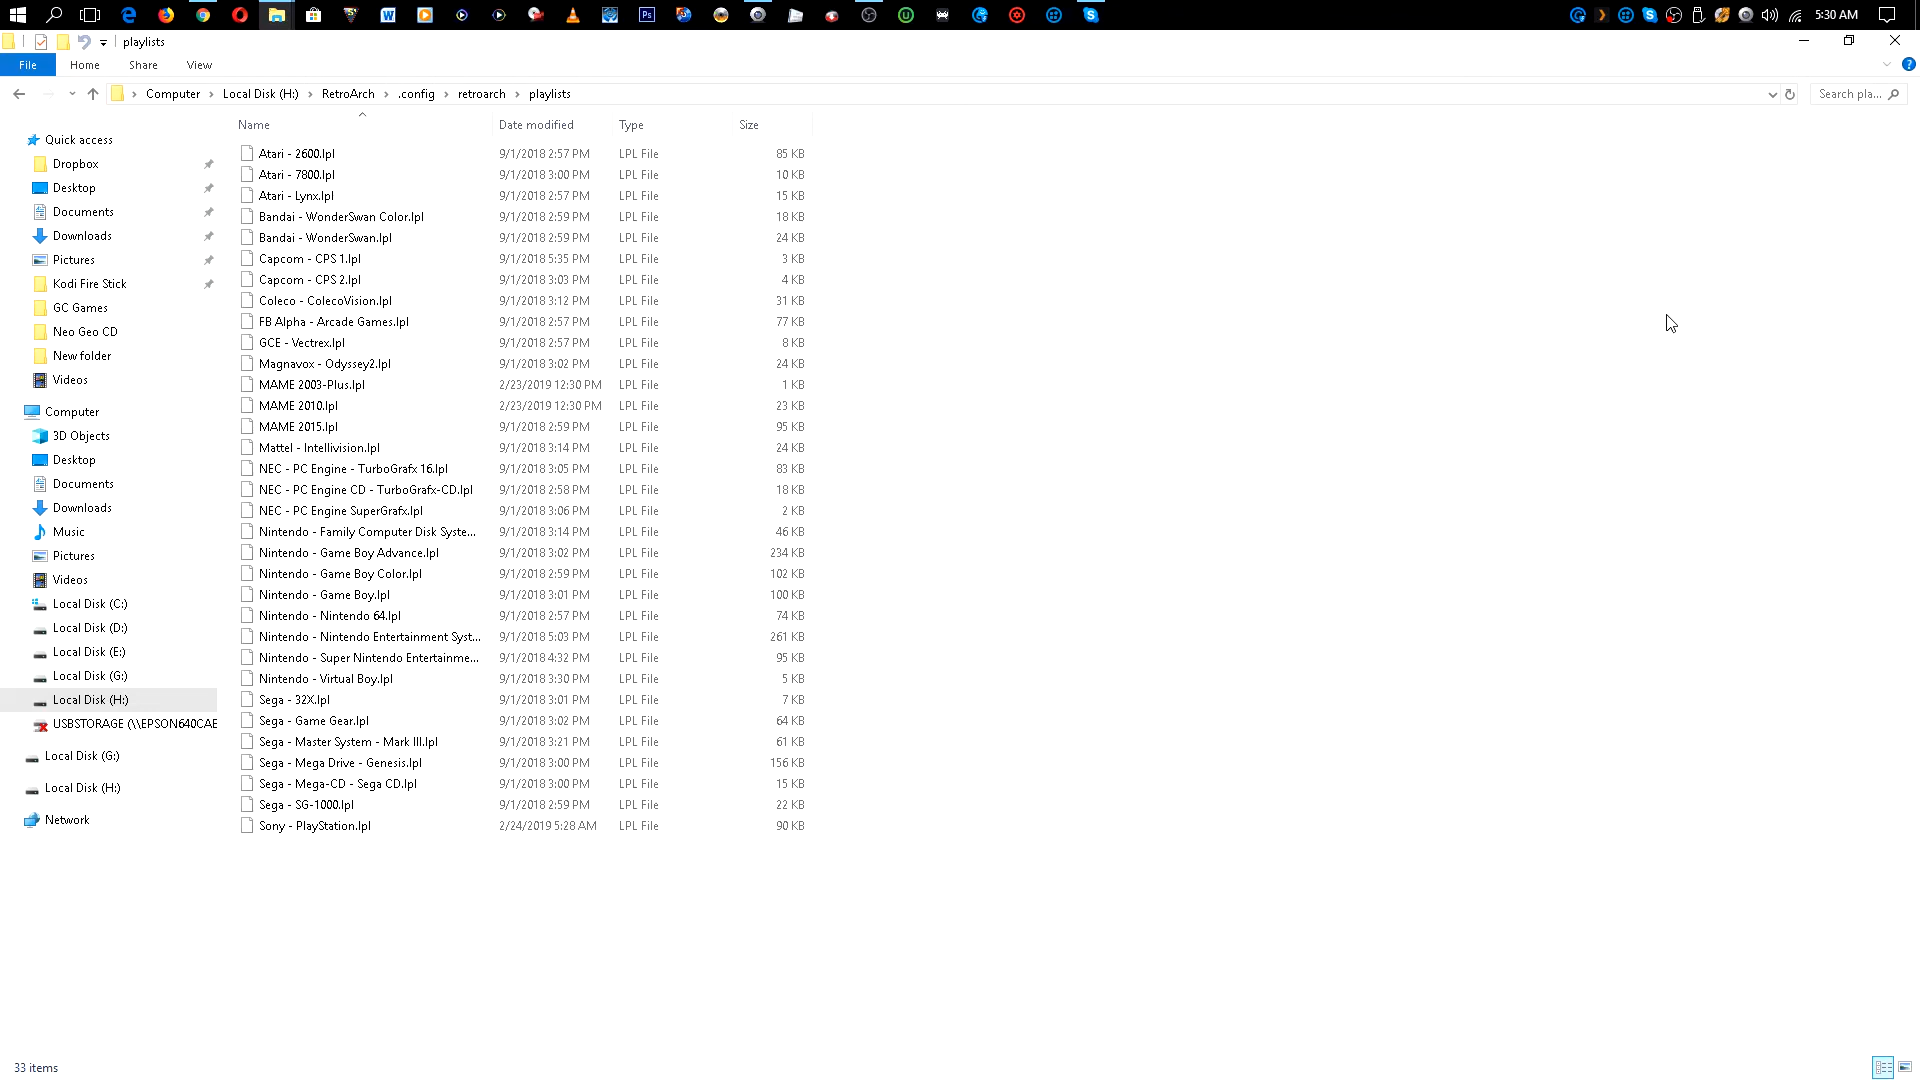 5:30 AM
playlists
File Home Share View
Computer Local Disk (H:) RetroArch .config retroarch playlists Search pla...
Name Date modified Type Size
Quick access
Dropbox
Desktop
Documents
Downloads
Pictures
Kodi Fire Stick
GC Games
Neo Geo CD
New folder
Videos
Computer
3D Objects
Desktop
Documents
Downloads
Music
Pictures
Videos
Local Disk (C:)
Local Disk (D:)
Local Disk (E:)
Local Disk (G:)
Local Disk (H:)
USBSTORAGE (\\EPSON640CAE
Local Disk (G:)
Local Disk (H:)
Network
Atari - 2600.lpl 9/1/2018 2:57 PM LPL File 85 KB
Atari - 7800.lpl 9/1/2018 3:00 PM LPL File 10 KB
Atari - Lynx.lpl 9/1/2018 2:57 PM LPL File 15 KB
Bandai - WonderSwan Color.lpl 9/1/2018 2:59 PM LPL File 18 KB
Bandai - WonderSwan.lpl 9/1/2018 2:59 PM LPL File 24 KB
Capcom - CPS 1.lpl 9/1/2018 5:35 PM LPL File 3 KB
Capcom - CPS 2.lpl 9/1/2018 3:03 PM LPL File 4 KB
Coleco - ColecoVision.lpl 9/1/2018 3:12 PM LPL File 31 KB
FB Alpha - Arcade Games.lpl 9/1/2018 2:57 PM LPL File 77 KB
GCE - Vectrex.lpl 9/1/2018 2:57 PM LPL File 8 KB
Magnavox - Odyssey2.lpl 9/1/2018 3:02 PM LPL File 24 KB
MAME 2003-Plus.lpl 2/23/2019 12:30 PM LPL File 1 KB
MAME 2010.lpl 2/23/2019 12:30 PM LPL File 23 KB
MAME 2015.lpl 9/1/2018 2:59 PM LPL File 95 KB
Mattel - Intellivision.lpl 9/1/2018 3:14 PM LPL File 24 KB
NEC - PC Engine - TurboGrafx 16.lpl 9/1/2018 3:05 PM LPL File 83 KB
NEC - PC Engine CD - TurboGrafx-CD.lpl 9/1/2018 2:58 PM LPL File 18 KB
NEC - PC Engine SuperGrafx.lpl 9/1/2018 3:06 PM LPL File 2 KB
Nintendo - Family Computer Disk Syste... 9/1/2018 3:14 PM LPL File 46 KB
Nintendo - Game Boy Advance.lpl 9/1/2018 3:02 PM LPL File 234 KB
Nintendo - Game Boy Color.lpl 9/1/2018 2:59 PM LPL File 102 KB
Nintendo - Game Boy.lpl 9/1/2018 3:01 PM LPL File 100 KB
Nintendo - Nintendo 64.lpl 9/1/2018 2:57 PM LPL File 74 KB
Nintendo - Nintendo Entertainment Syst... 9/1/2018 5:03 PM LPL File 261 KB
Nintendo - Super Nintendo Entertainme... 9/1/2018 4:32 PM LPL File 95 KB
Nintendo - Virtual Boy.lpl 9/1/2018 3:30 PM LPL File 5 KB
Sega - 32X.lpl 9/1/2018 3:01 PM LPL File 7 KB
Sega - Game Gear.lpl 9/1/2018 3:02 PM LPL File 64 KB
Sega - Master System - Mark III.lpl 9/1/2018 3:21 PM LPL File 61 KB
Sega - Mega Drive - Genesis.lpl 9/1/2018 3:00 PM LPL File 156 KB
Sega - Mega-CD - Sega CD.lpl 9/1/2018 3:00 PM LPL File 15 KB
Sega - SG-1000.lpl 9/1/2018 2:59 PM LPL File 22 KB
Sony - PlayStation.lpl 2/24/2019 5:28 AM LPL File 90 KB
33 items